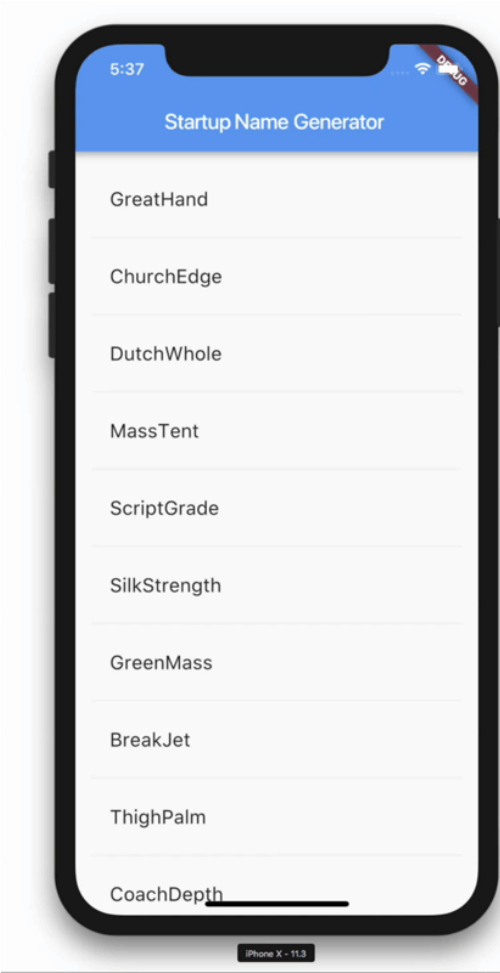 5:37
DEBUG
Startup Name Generator
GreatHand
ChurchEdge
DutchWhole
MassTent
ScriptGrade
SilkStrength
GreenMass
BreakJet
ThighPalm
CoachDepth
iPhone X - 11.3